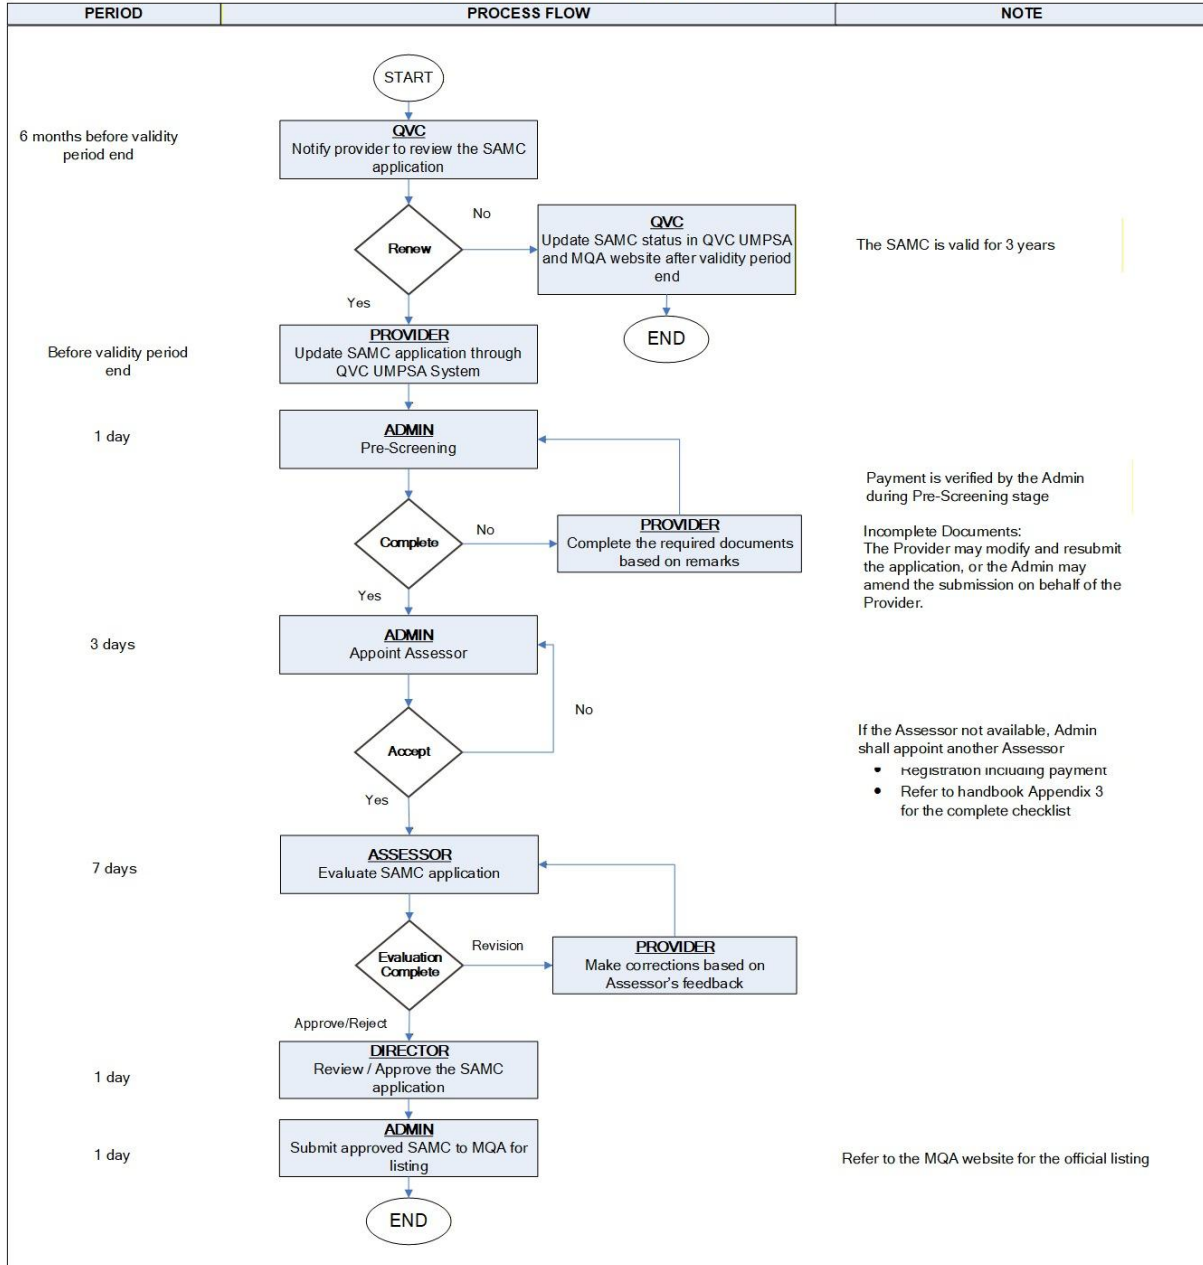 PERIOD
PROCESS FLOW
NOTE
START
6 months before validity
period end
QVC
Notify provider to review the SAMC
application
Renew
No
QVC
Update SAMC status in QVC UMPSA
and MQA website after validity period
end
The SAMC is valid for 3 years
END
Yes
Before validity period
end
PROVIDER
Update SAMC application through
QVC UMPSA System
1 day
ADMIN
Pre-Screening
Payment is verified by the Admin
during Pre-Screening stage
Complete
No
PROVIDER
Complete the required documents
based on remarks
Incomplete Documents:
The Provider may modify and resubmit
the application, or the Admin may
amend the submission on behalf of the
Provider.
Yes
3 days
ADMIN
Appoint Assessor
No
Accept
If the Assessor not available, Admin
shall appoint another Assessor
• Registration including payment
• Refer to handbook Appendix 3
for the complete checklist
Yes
7 days
ASSESSOR
Evaluate SAMC application
Evaluation
Complete
Revision
PROVIDER
Make corrections based on
Assessor's feedback
Approve/Reject
1 day
DIRECTOR
Review / Approve the SAMC
application
1 day
ADMIN
Submit approved SAMC to MQA for
listing
Refer to the MQA website for the official listing
END